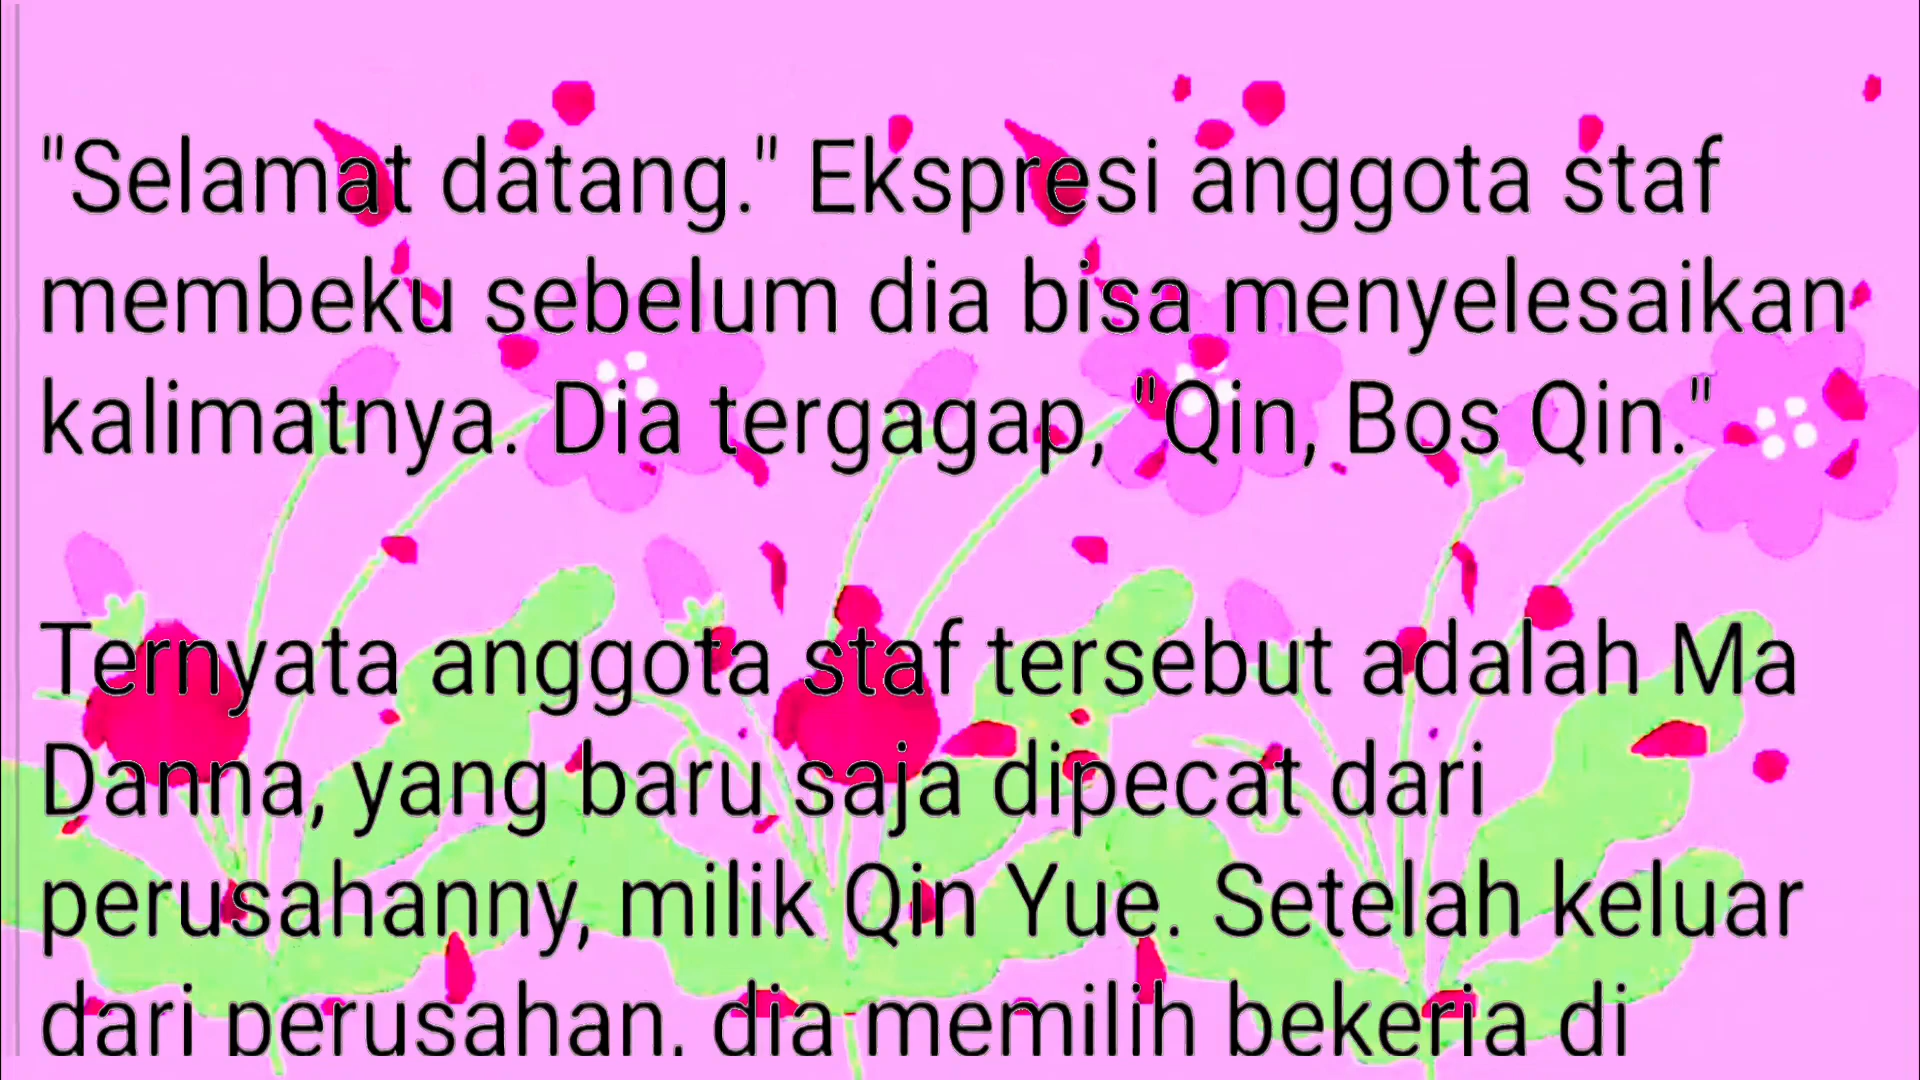 "Selamat datang." Ekspresi anggota staf
membeku sebelum dia bisa menyelesaikan
kalimatnya. Dia tergagap, "Qin, Bos Qin."
Ternyata anggota staf tersebut adalah Ma
Danna, yang baru saja dipecat dari
perusahanny, milik Qin Yue. Setelah keluar
dari perusahan. dia memilih bekerja di